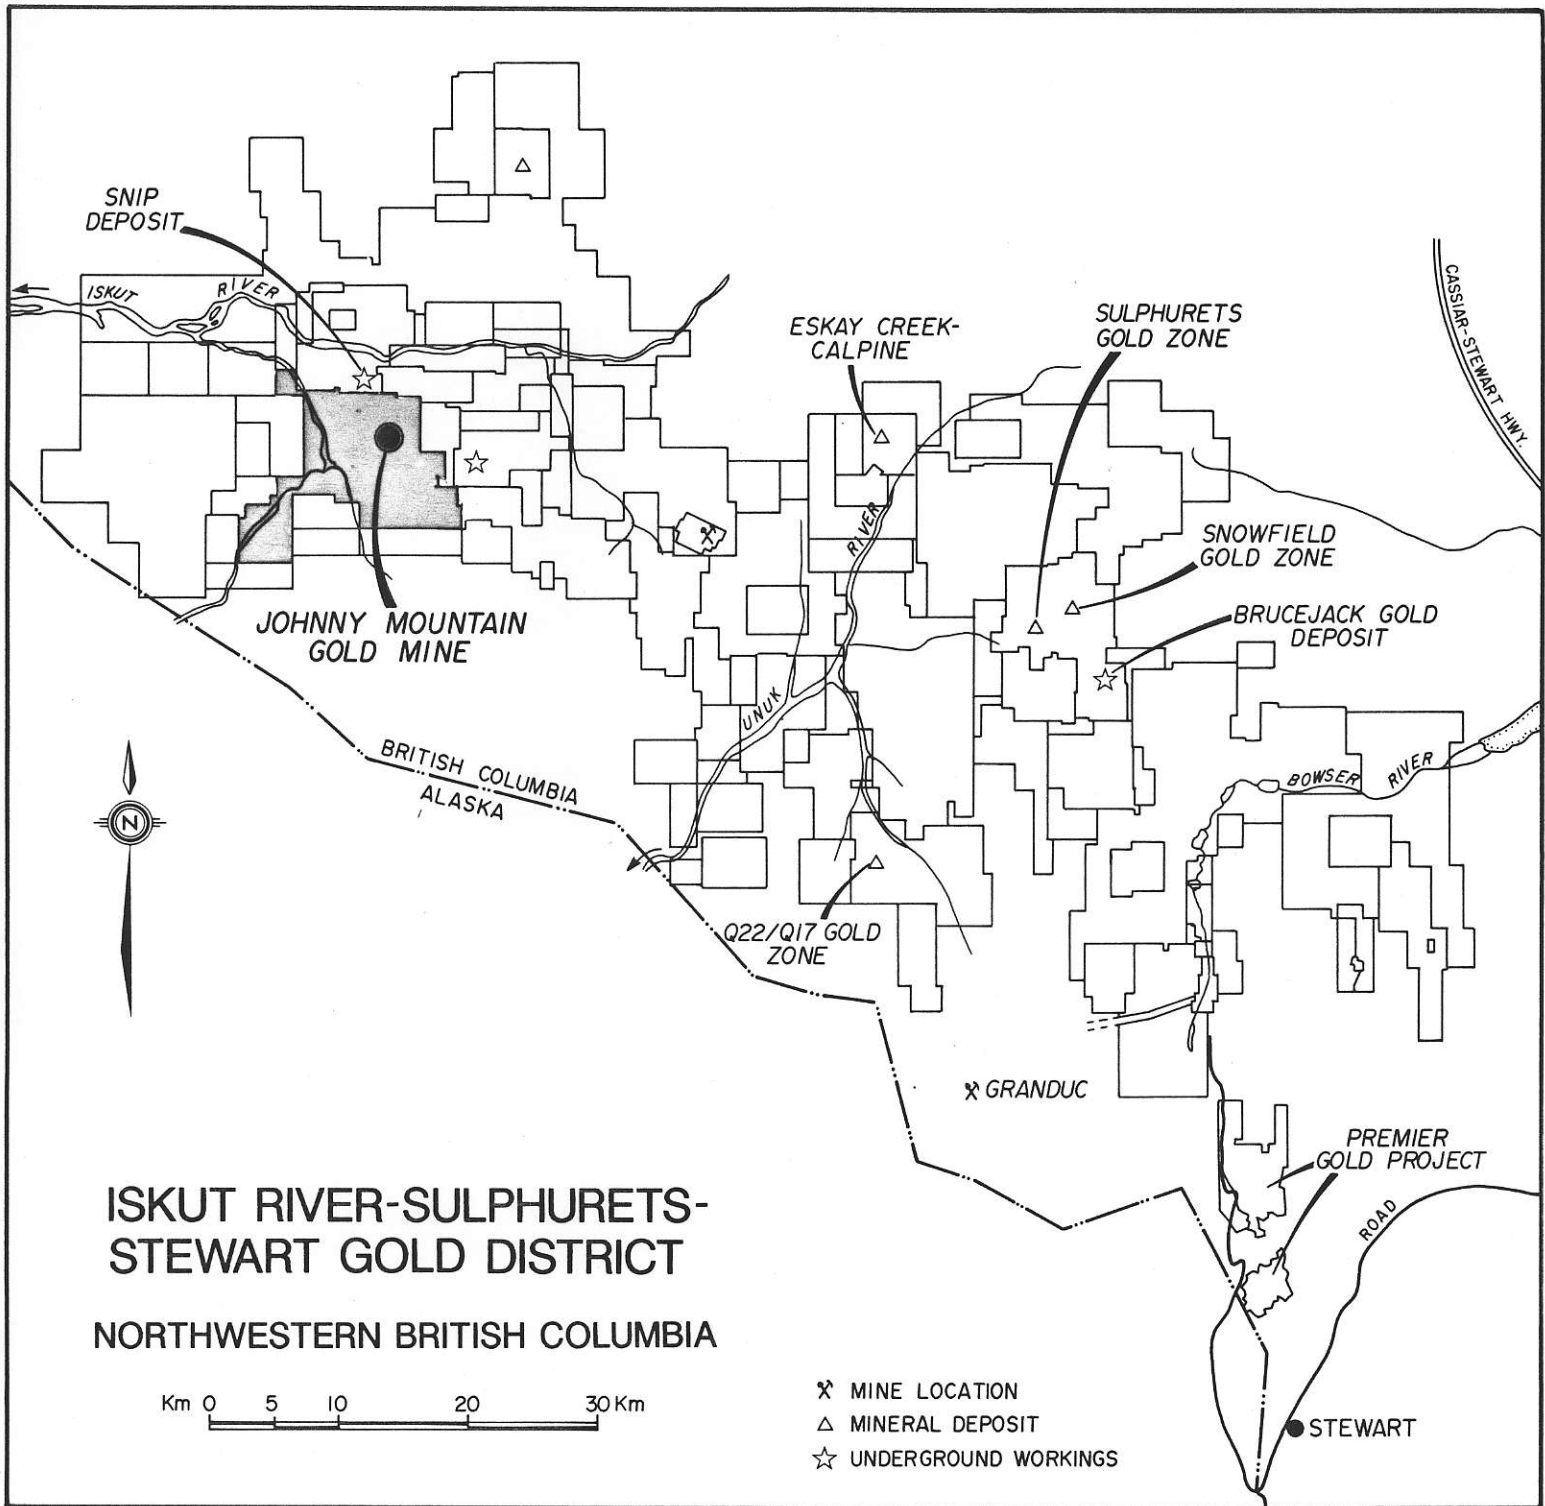 SNIP
DEPOSIT
ISKUT RIVER
CASSIAR-STEWART HWY.
ESKAY CREEK-
CALPINE
SULPHURETS
GOLD ZONE
RIVER
SNOWFIELD
GOLD ZONE
BRUCEJACK GOLD
DEPOSIT
JOHNNY MOUNTAIN
GOLD MINE
UNUK
BRITISH COLUMBIA
ALASKA
BOWSER RIVER
N
Q22/Q17 GOLD
ZONE
GRANDUC
PREMIER
GOLD PROJECT
ROAD
ISKUT RIVER-SULPHURETS-
STEWART GOLD DISTRICT
NORTHWESTERN BRITISH COLUMBIA
Km 0 5 10 20 30 Km
MINE LOCATION
MINERAL DEPOSIT
UNDERGROUND WORKINGS
STEWART